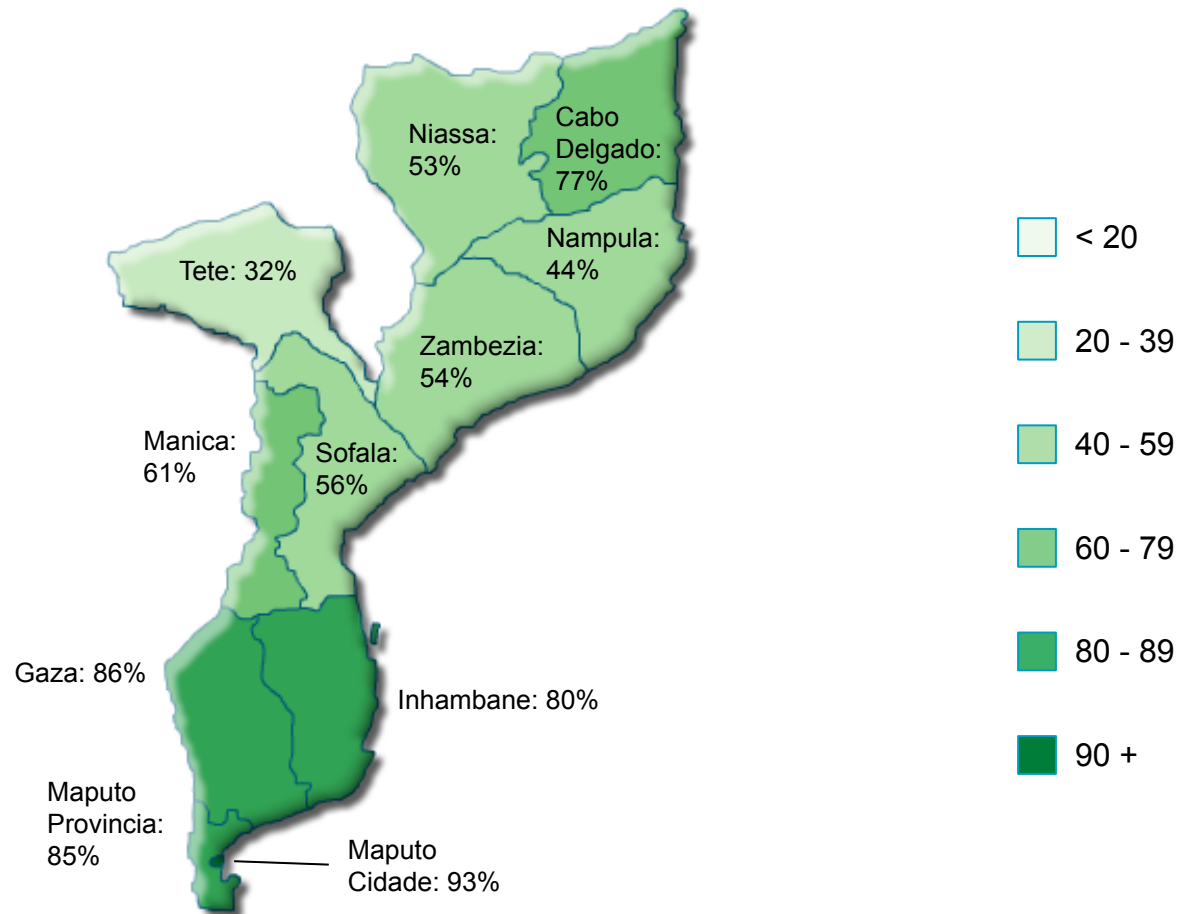 Cabo
Delgado:
77%
Niassa:
53%
Nampula:
44%
Tete: 32%
Zambezia:
54%
Manica:
61%
Sofala:
56%
Gaza: 86%
Inhambane: 80%
Maputo
Provincia:
85%
Maputo
Cidade: 93%
< 20
20 - 39
40 - 59
60 - 79
80 - 89
90 +